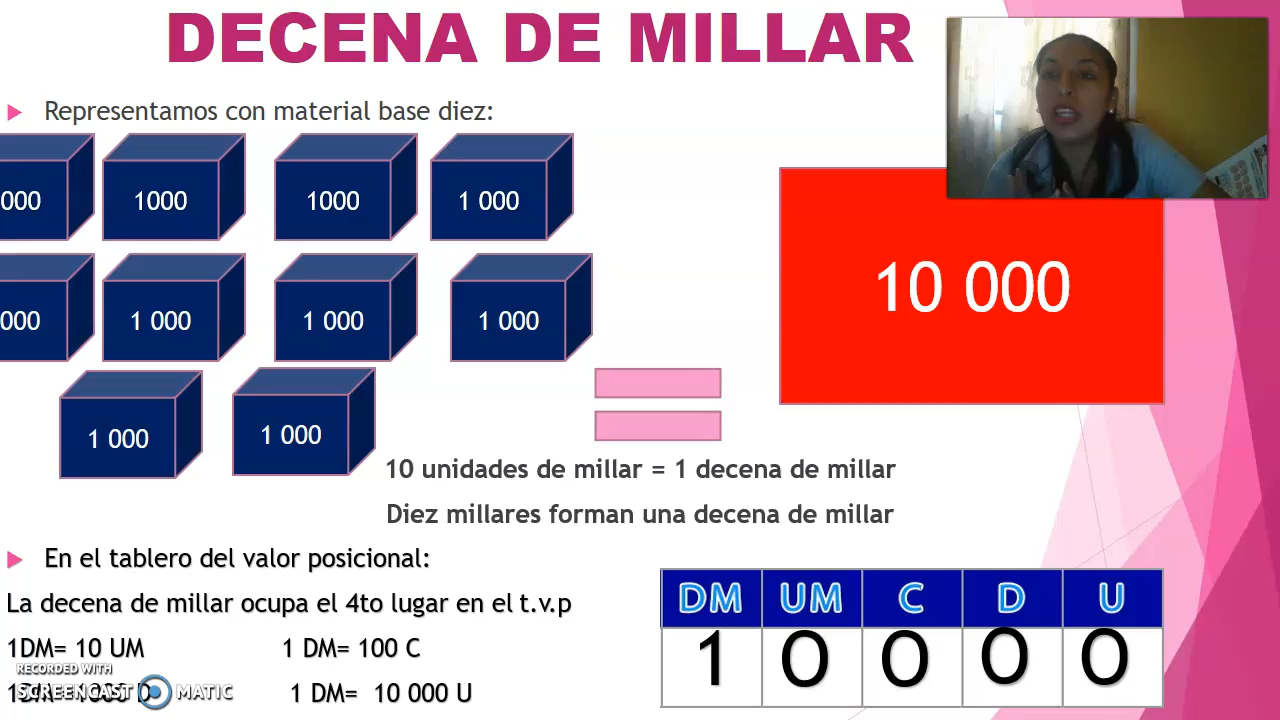 DECENA DE MILLAR
Representamos con material base diez:
000 1000 1000 1 000
000 1 000 1 000 1 000
1 000 1 000
10 000
10 unidades de millar = 1 decena de millar
Diez millares forman una decena de millar
En el tablero del valor posicional:
La decena de millar ocupa el 4to lugar en el t.v.p
1DM= 10 UM 1 DM= 100 C
1DM= 1000 D 1 DM= 10 000 U
DM UM C D U
1 0 0 0 0
RECORDED WITH
SCREENCAST MATIC